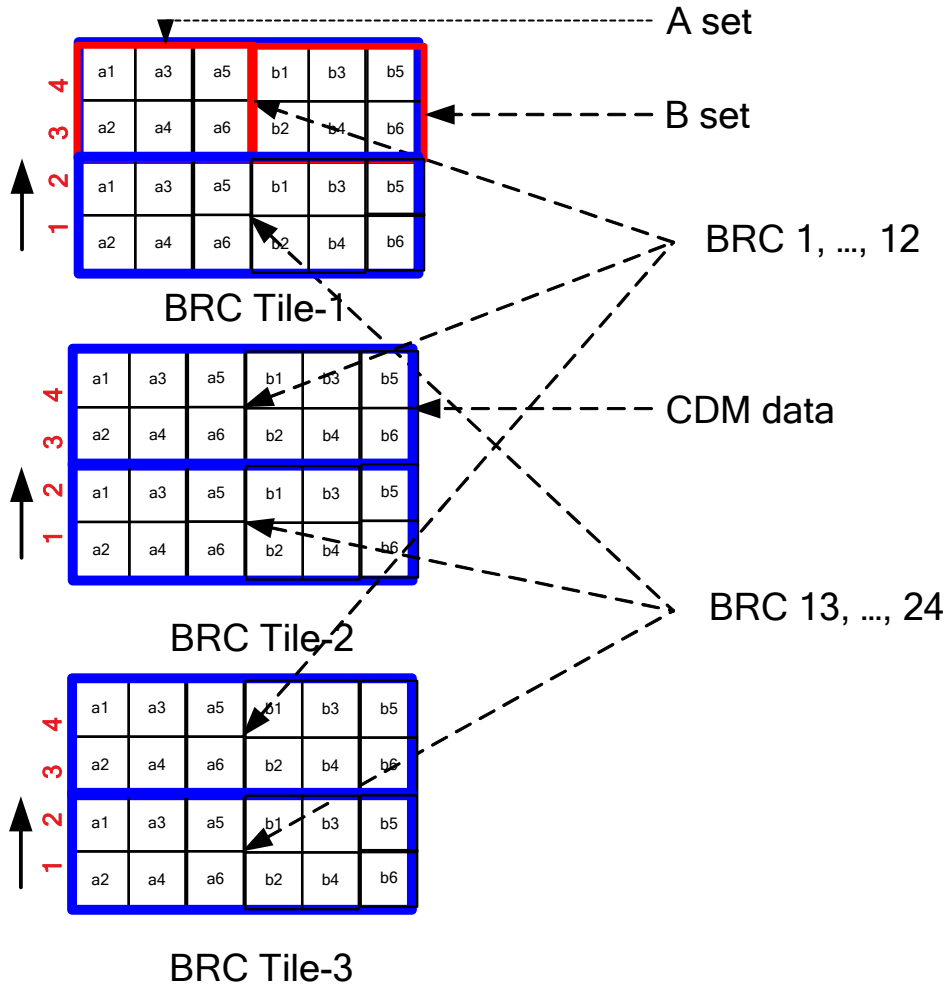 A set
4 a1 a3 a5 b1 b3 b5
B set
3 a2 a4 a6 b2 b4 b6
2 a1 a3 a5 b1 b3 b5
1 a2 a4 a6 b2 b4 b6
BRC 1, ..., 12
BRC Tile-1
4 a1 a3 a5 b1 b3 b5
CDM data
3 a2 a4 a6 b2 b4 b6
2 a1 a3 a5 b1 b3 b5
1 a2 a4 a6 b2 b4 b6
BRC 13, ..., 24
BRC Tile-2
4 a1 a3 a5 b1 b3 b5
3 a2 a4 a6 b2 b4 b6
2 a1 a3 a5 b1 b3 b5
1 a2 a4 a6 b2 b4 b6
BRC Tile-3